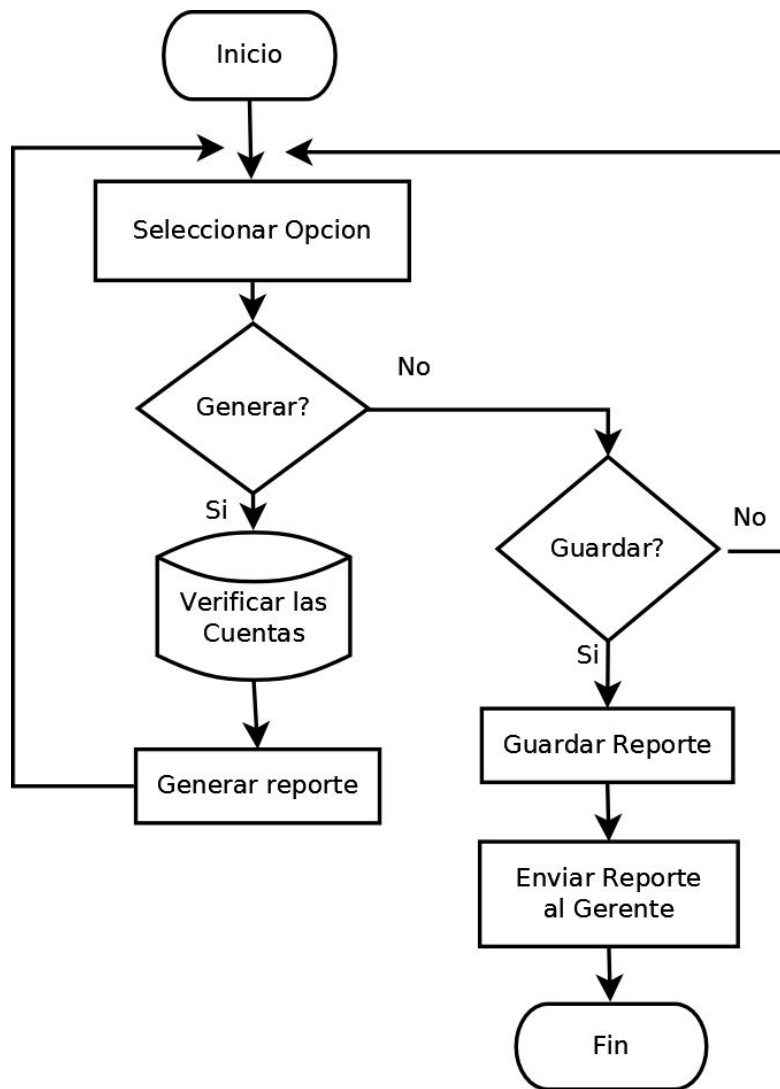 Inicio
Seleccionar Opcion
Generar?
No
Si
Guardar?
No
Verificar las
Cuentas
Si
Generar reporte
Guardar Reporte
Enviar Reporte
al Gerente
Fin